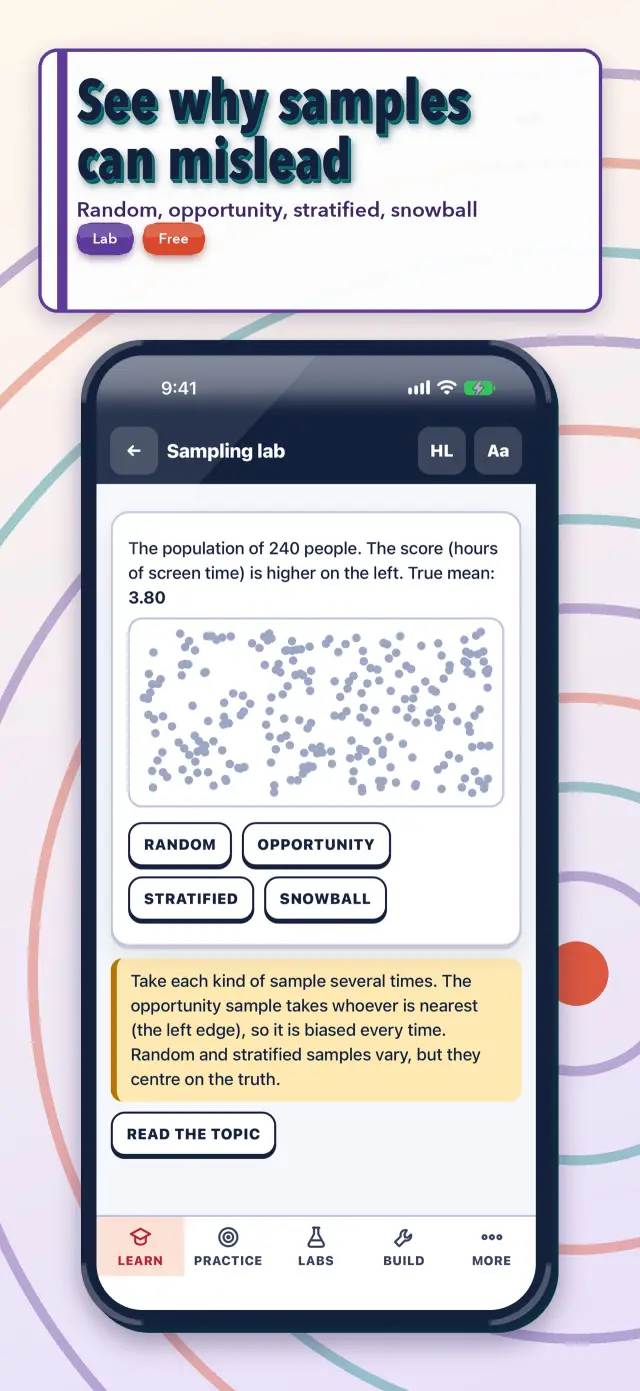 See why samples
can mislead
Random, opportunity, stratified, snowball
Lab
Free
9:41
Sampling lab
HL
Aa
The population of 240 people. The score (hours
of screen time) is higher on the left. True mean:
3.80
RANDOM
OPPORTUNITY
STRATIFIED
SNOWBALL
Take each kind of sample several times. The
opportunity sample takes whoever is nearest
(the left edge), so it is biased every time.
Random and stratified samples vary, but they
centre on the truth.
READ THE TOPIC
LEARN
PRACTICE
LABS
BUILD
MORE